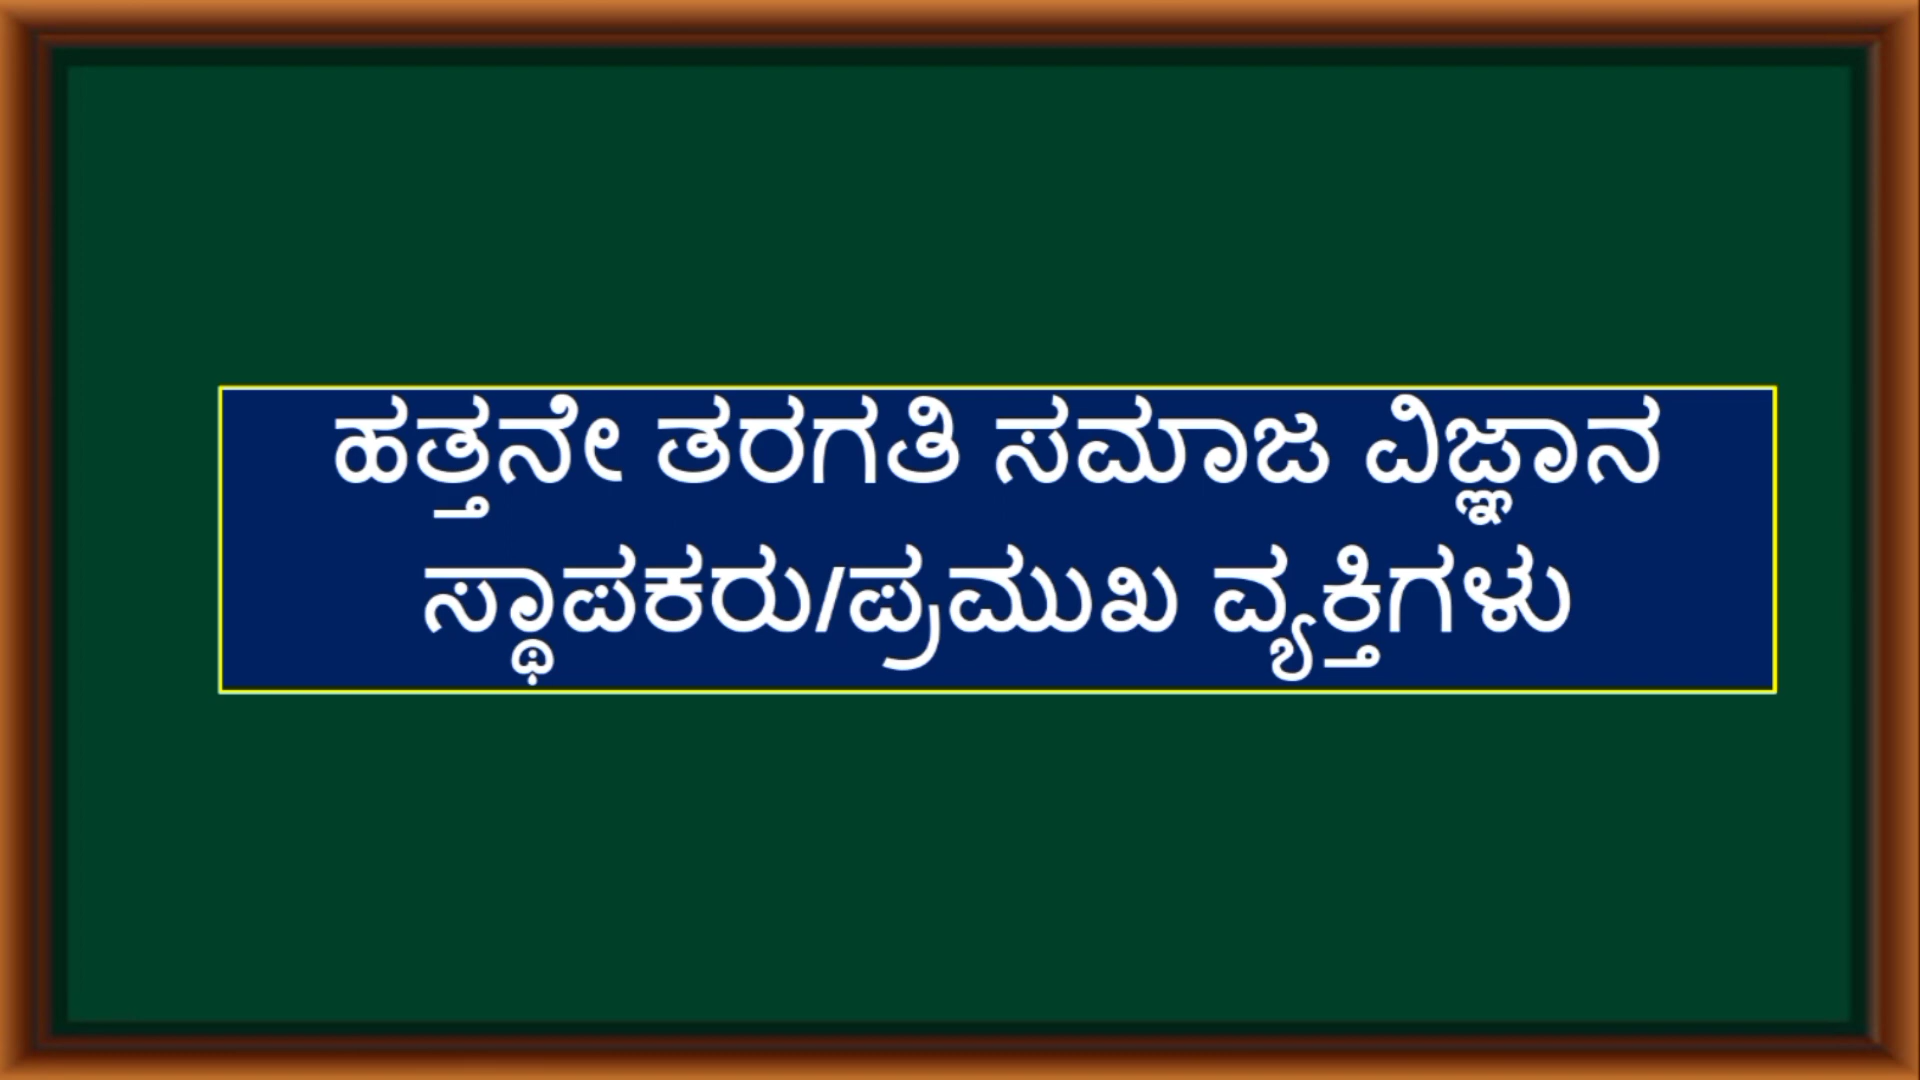 ಹತ್ತನೇ ತರಗತಿ ಸಮಾಜ ವಿಜ್ಞಾನ
ಸ್ಥಾಪಕರು/ಪ್ರಮುಖ ವ್ಯಕ್ತಿಗಳು